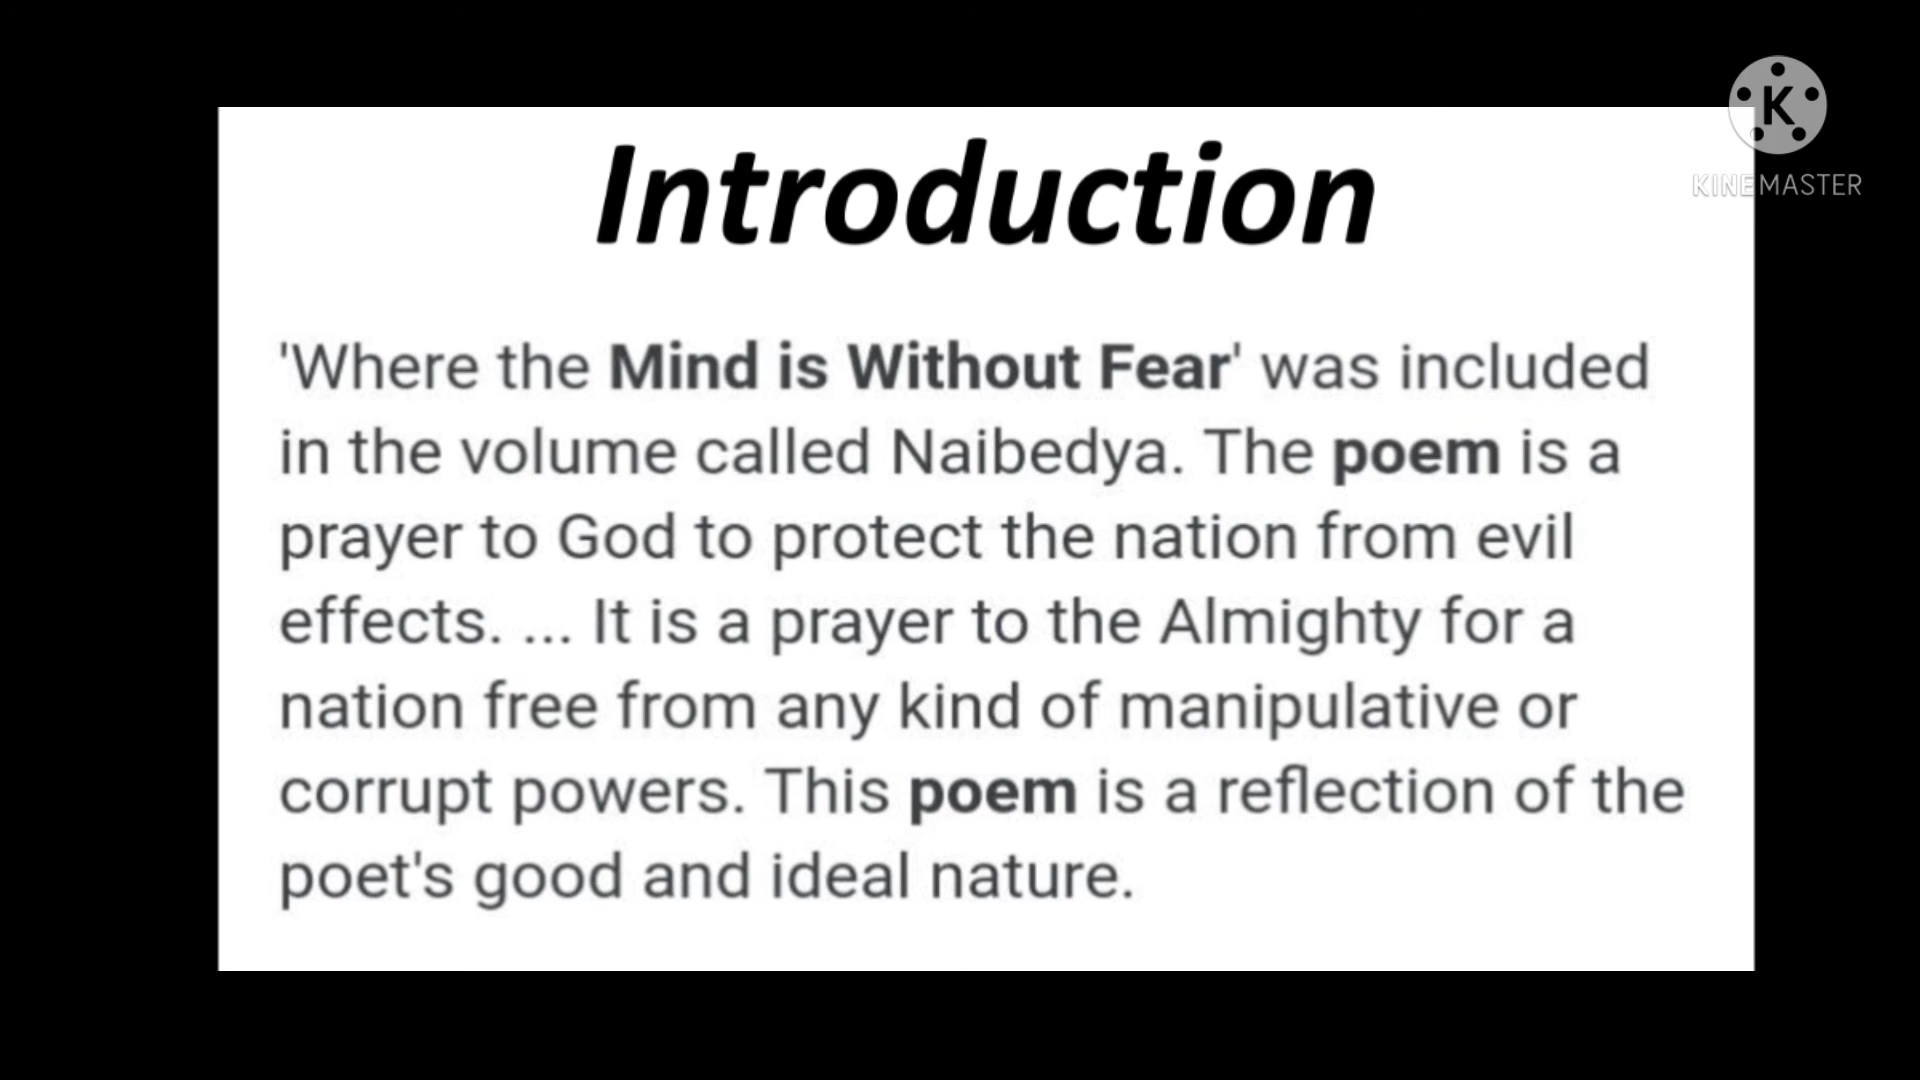 Introduction
K
KINEMASTER
'Where the Mind is Without Fear' was included
in the volume called Naibedya. The poem is a
prayer to God to protect the nation from evil
effects. ... It is a prayer to the Almighty for a
nation free from any kind of manipulative or
corrupt powers. This poem is a reflection of the
poet's good and ideal nature.